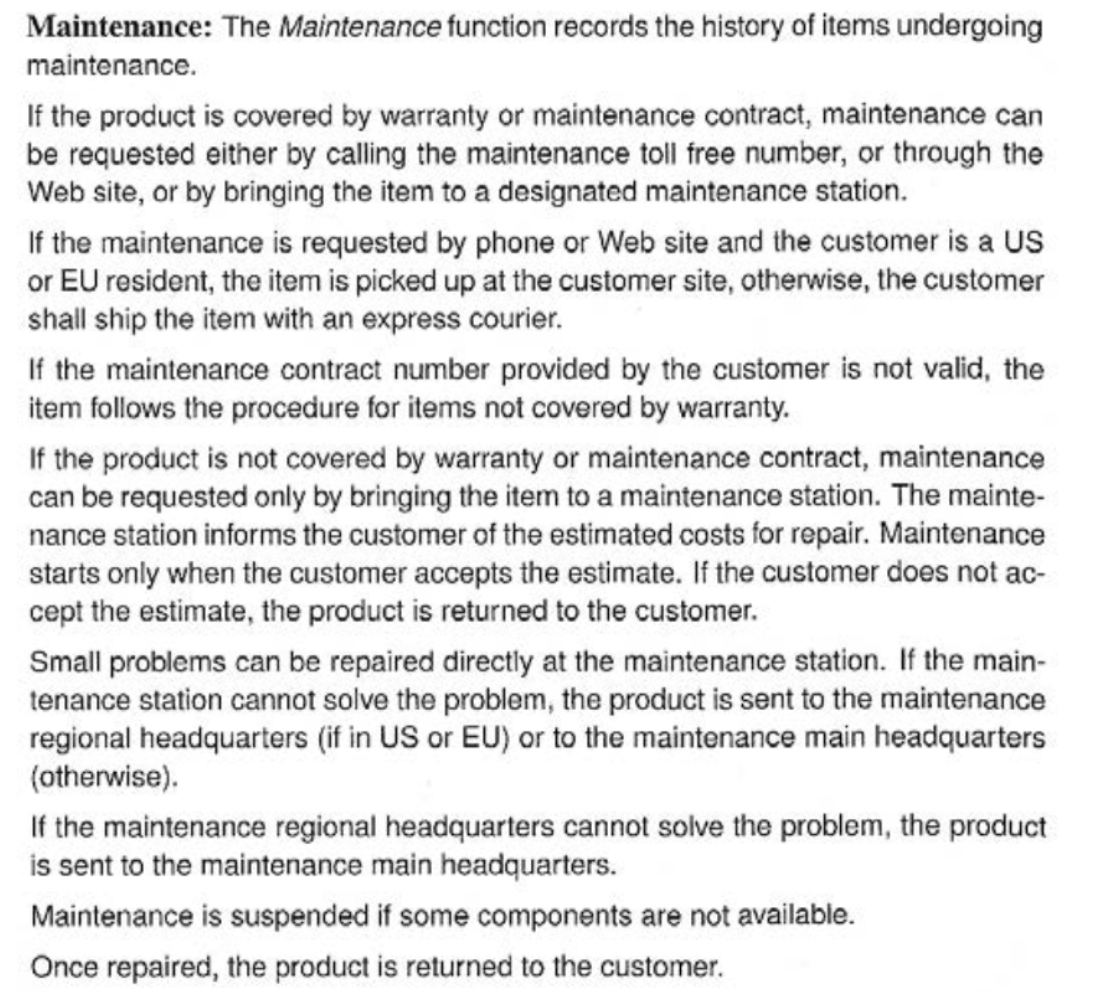 Maintenance: The Maintenance function records the history of items undergoing
maintenance.
If the product is covered by warranty or maintenance contract, maintenance can
be requested either by calling the maintenance toll free number, or through the
Web site, or by bringing the item to a designated maintenance station.
If the maintenance is requested by phone or Web site and the customer is a US
or EU resident, the item is picked up at the customer site, otherwise, the customer
shall ship the item with an express courier.
If the maintenance contract number provided by the customer is not valid, the
item follows the procedure for items not covered by warranty.
If the product is not covered by warranty or maintenance contract, maintenance
can be requested only by bringing the item to a maintenance station. The mainte-
nance station informs the customer of the estimated costs for repair. Maintenance
starts only when the customer accepts the estimate. If the customer does not ac-
cept the estimate, the product is returned to the customer.
Small problems can be repaired directly at the maintenance station. If the main-
tenance station cannot solve the problem, the product is sent to the maintenance
regional headquarters (if in US or EU) or to the maintenance main headquarters
(otherwise).
If the maintenance regional headquarters cannot solve the problem, the product
is sent to the maintenance main headquarters.
Maintenance is suspended if some components are not available.
Once repaired, the product is returned to the customer.